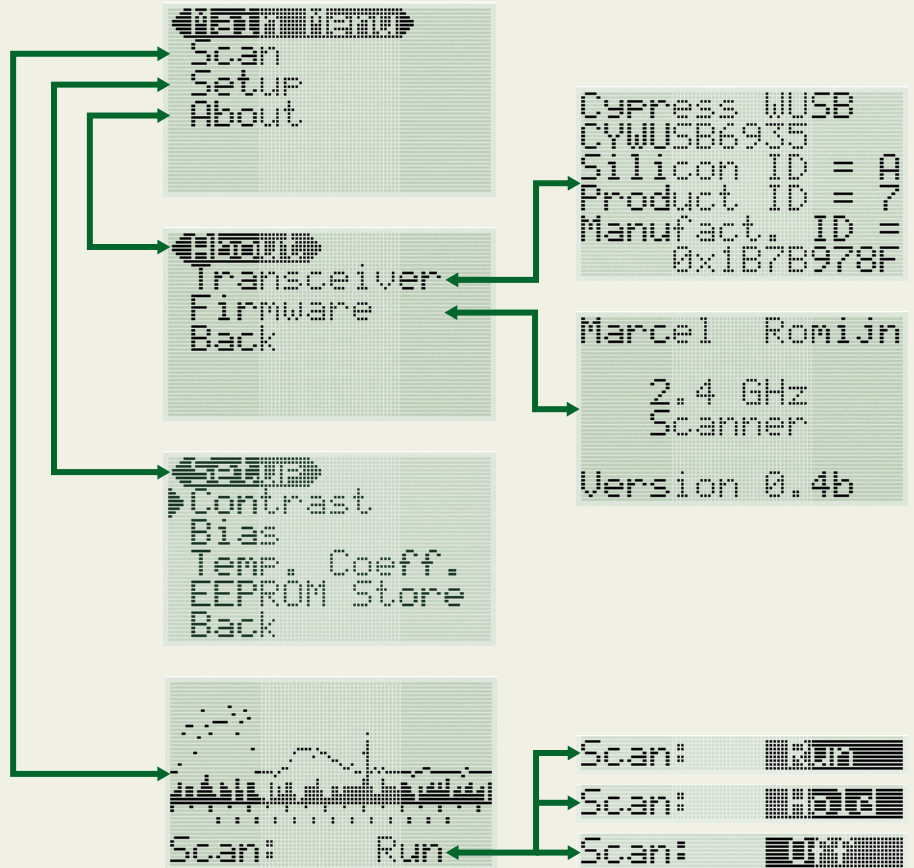 Main Menu
Scan
Setup
About
About
Transceiver
Firmware
Back
Cypress WUSB
CYWUSB6935
Silicon ID = A
Product ID = 7
Manufact. ID =
0x1B7B978F
Marcel Romijn
2.4 GHz
Scanner
Version 0.4b
Setup
Contrast
Bias
Temp. Coeff.
EEPROM Store
Back
Scan: Run
Scan: Run
Scan:
Scan: